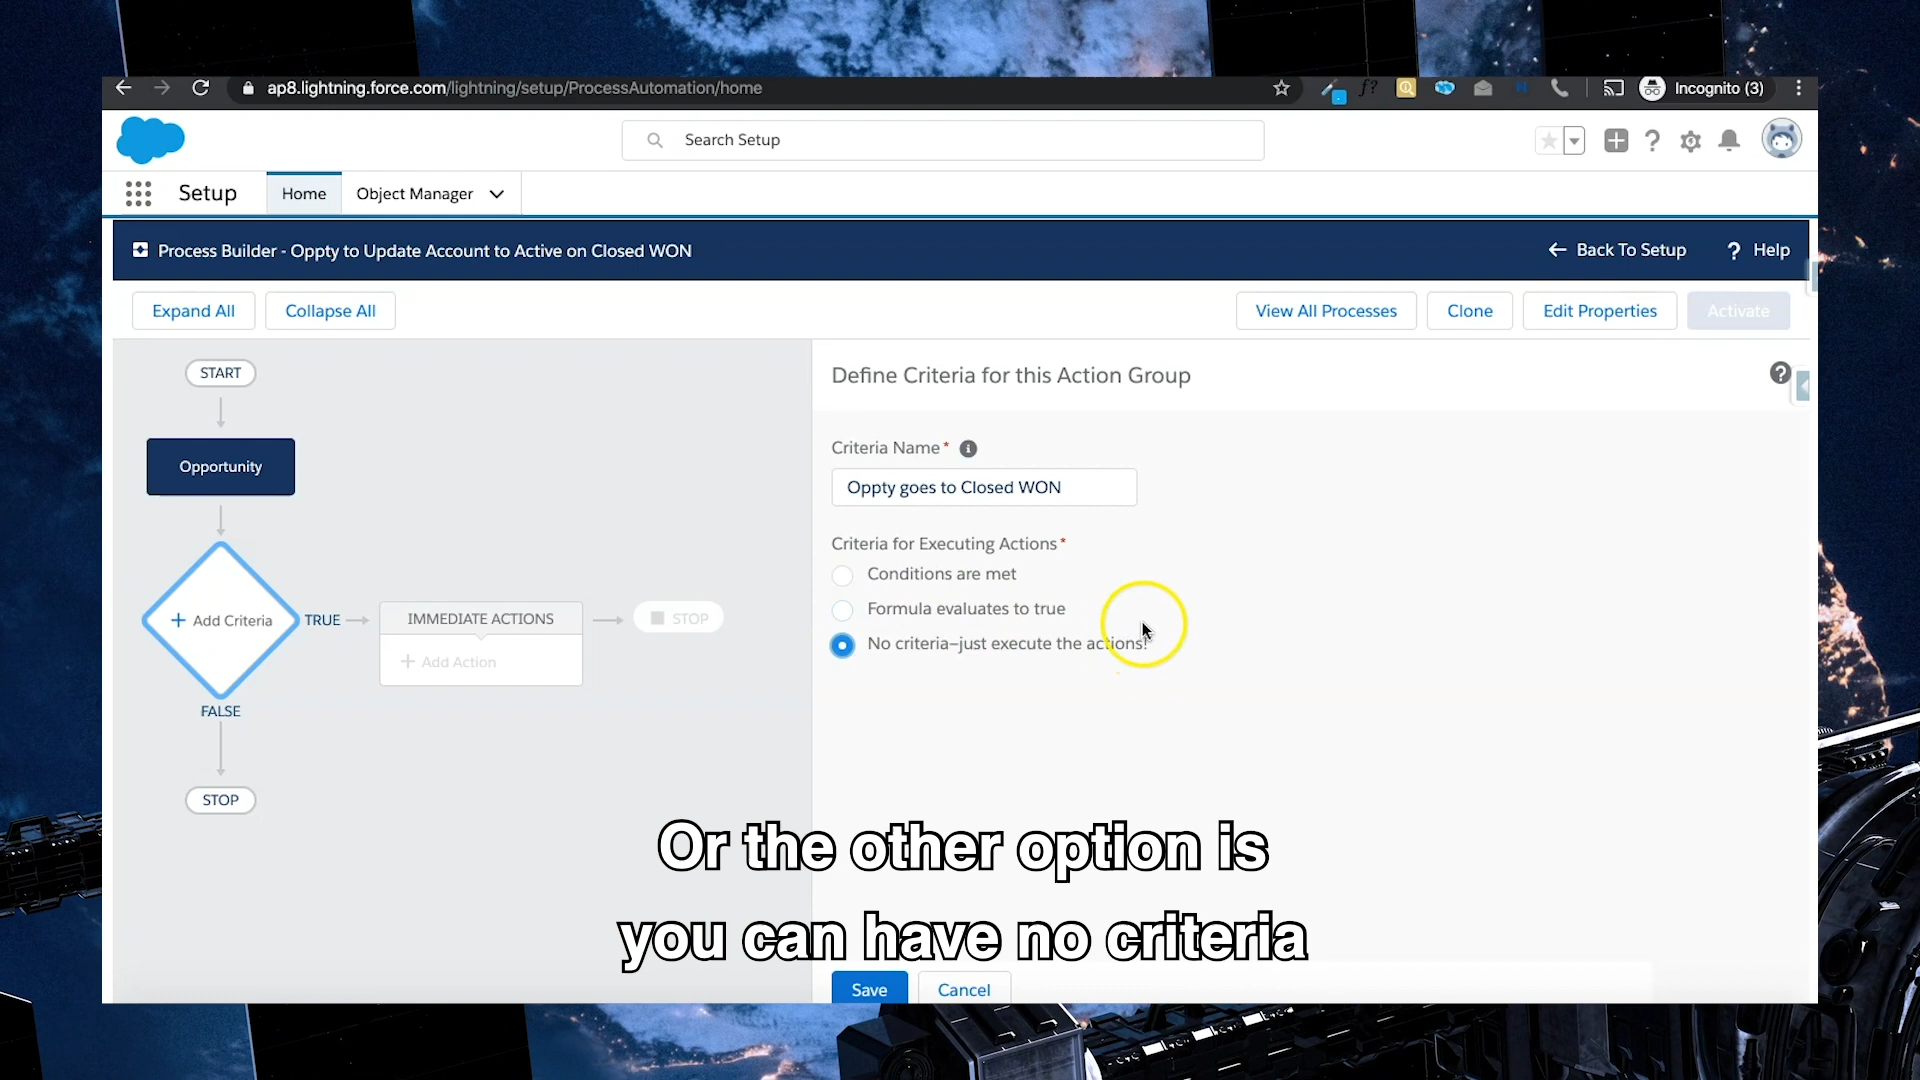 ap8.lightning.force.com/lightning/setup/ProcessAutomation/home
f?
Incognito (3)
Search Setup
Setup
Home
Object Manager
Process Builder - Oppty to Update Account to Active on Closed WON
Back To Setup
? Help
Expand All
Collapse All
View All Processes
Clone
Edit Properties
Activate
START
Opportunity
+ Add Criteria
TRUE
IMMEDIATE ACTIONS
+ Add Action
STOP
FALSE
STOP
Define Criteria for this Action Group
Criteria Name*
Oppty goes to Closed WON
Criteria for Executing Actions*
Conditions are met
Formula evaluates to true
No criteria–just execute the actions!
Or the other option is
you can have no criteria
Save
Cancel